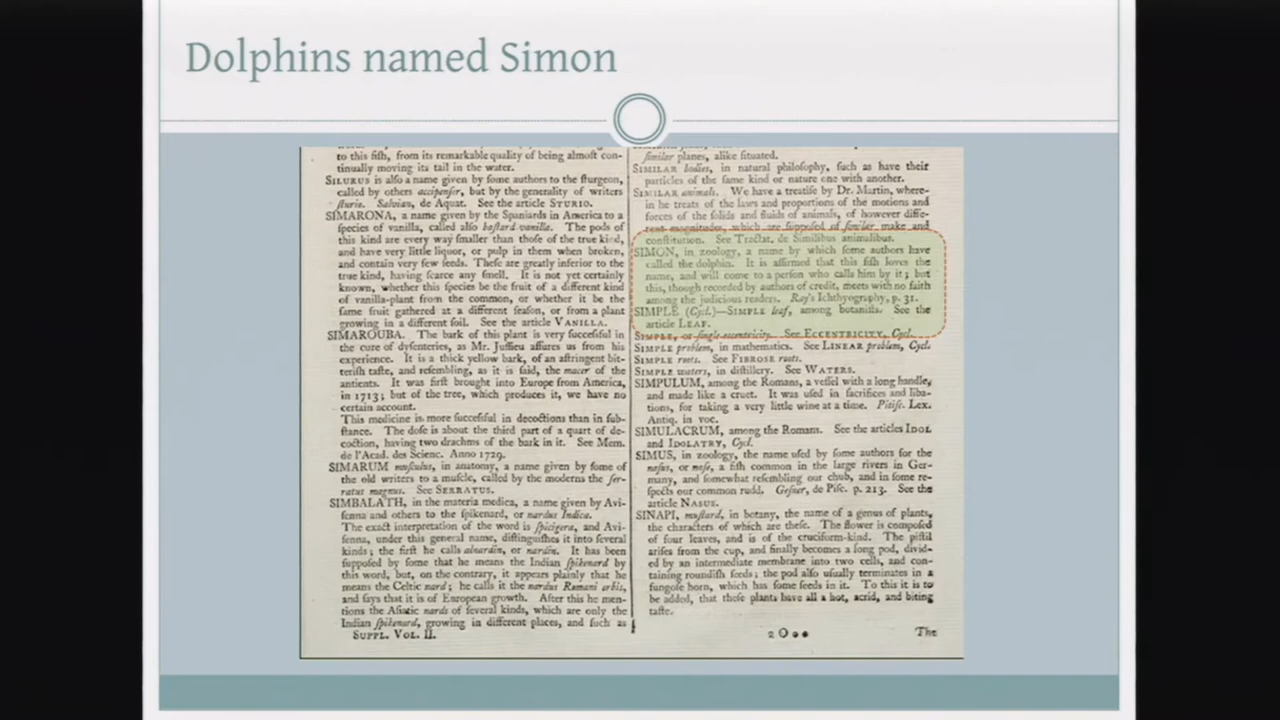 Dolphins named Simon
to this fiſh, from its remarkable quality of being almoſt con-
tinually moving its tail in the water.
SILURUS is alſo a name given by ſome authors to the ſturgeon,
called by others accipenſer, but by the generality of writers
ſturio. Salvian, de Aquat. See the article STURIO.
SIMARONA, a name given by the Spaniards in America to a
ſpecies of vanilla, called alſo baſtard vanilla. The pods of
this kind are every way ſmaller than thoſe of the true kind,
and have very little liquor, or pulp in them when broken,
and contain very few ſeeds. Theſe are greatly inferior to the
true kind, having ſcarce any ſmell. It is not yet certainly
known, whether this ſpecies be the fruit of a different kind
of vanilla-plant from the common, or whether it be the
ſame fruit gathered at a different ſeaſon, or from a plant
growing in a different ſoil. See the article VANILLA.
SIMAROUBA. The bark of this plant is very ſucceſsful in
the cure of dyſenteries, as Mr. Juſſieu aſſures us from his
experience. It is a thick yellow bark, of an aſtringent bit-
teriſh taſte, and reſembling, as it is ſaid, the macer of the
antients. It was firſt brought into Europe from America,
in 1713; but of the tree, which produces it, we have no
certain account.
This medicine is more ſucceſsful in decoctions than in ſub-
ſtance. The doſe is about the third part of a quart of de-
coction, having two drachms of the bark in it. See Mem.
de l'Acad. des Scienc. Anno 1729.
SIMARUM muſculus, in anatomy, a name given by ſome of
the old writers to a muſcle, called by the moderns the ſer-
ratus magnus. See SERRATUS.
SIMBALATH, in the materia medica, a name given by Avi-
ſenna and others to the ſpikenard, or nardus Indica.
The exact interpretation of the word is ſpicigera, and Avi-
ſenna, under this general name, diſtinguiſhes it into ſeveral
kinds; the firſt he calls alnardin, or nardin. It has been
ſuppoſed by ſome that he means the Indian ſpikenard by
this word, but, on the contrary, it appears plainly that he
means the Celtic nard; he calls it the nardus Romani orbis,
and ſays that it is of European growth. After this he men-
tions the Aſiatic nards of ſeveral kinds, which are only the
Indian ſpikenard, growing in different places, and ſuch as
SUPPL. VOL. II.
ſimilar planes, alike ſituated.
SIMILAR bodies, in natural philoſophy, ſuch as have their
particles of the ſame kind or nature one with another.
SIMILAR animals. We have a treatiſe by Dr. Martin, where-
in he treats of the laws and proportions of the motions and
forces of the ſolids and fluids of animals, of however diffe-
rent magnitudes, which are ſuppoſed of ſimilar make and
conſtitution. See Tractat. de Similibus animalibus.
SIMON, in zoology, a name by which ſome authors have
called the dolphin. It is affirmed that this fiſh loves the
name, and will come to a perſon who calls him by it; but
this, though recorded by authors of credit, meets with no faith
among the judicious readers. Ray's Ichthyography, p. 31.
SIMPLE (Cycl.)—SIMPLE leaf, among botaniſts. See the
article LEAF.
SIMPLE, or ſingle eccentricity. See ECCENTRICITY, Cycl.
SIMPLE problem, in mathematics. See LINEAR problem, Cycl.
SIMPLE roots. See FIBROSE roots.
SIMPLE waters, in diſtillery. See WATERS.
SIMPULUM, among the Romans, a veſſel with a long handle,
and made like a cruet. It was uſed in ſacrifices and liba-
tions, for taking a very little wine at a time. Pitiſc. Lex.
Antiq. in voc.
SIMULACRUM, among the Romans. See the articles IDOL
and IDOLATRY, Cycl.
SIMUS, in zoology, the name uſed by ſome authors for the
naſus, or noſe, a fiſh common in the large rivers in Ger-
many, and ſomewhat reſembling our chub, and in ſome re-
ſpects our common rudd. Geſner, de Piſc. p. 213. See the
article NASUS.
SINAPI, muſtard, in botany, the name of a genus of plants,
the characters of which are theſe. The flower is compoſed
of four leaves, and is of the cruciform-kind. The piſtil
ariſes from the cup, and finally becomes a long pod, divid-
ed by an intermediate membrane into two cells, and con-
taining roundiſh ſeeds; the pod alſo uſually terminates in a
fungoſe horn, which has ſome ſeeds in it. To this it is to
be added, that theſe plants have all a hot, acrid, and biting
taſte.
The